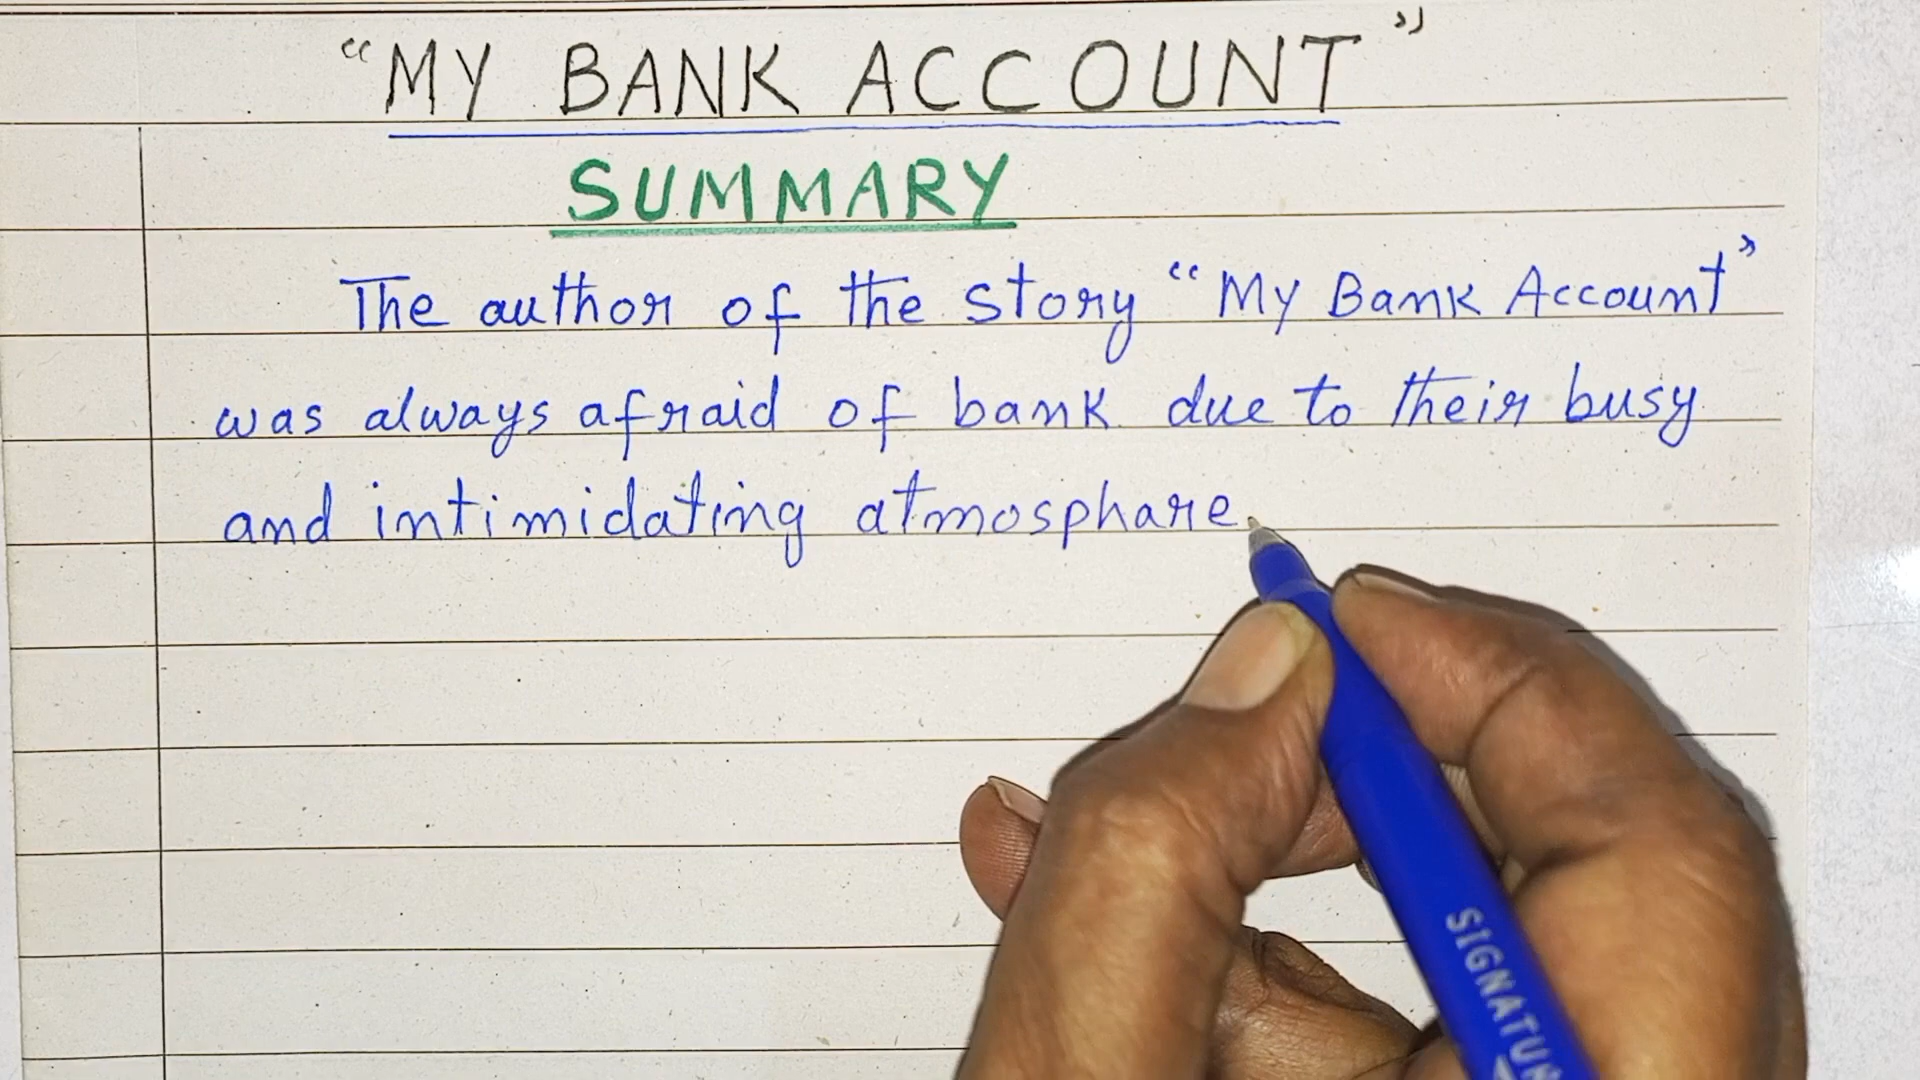 "MY BANK ACCOUNT"
SUMMARY
The author of the story "My Bank Account"
was always afraid of bank due to their busy
and intimidating atmosphare.
SIGNATUR